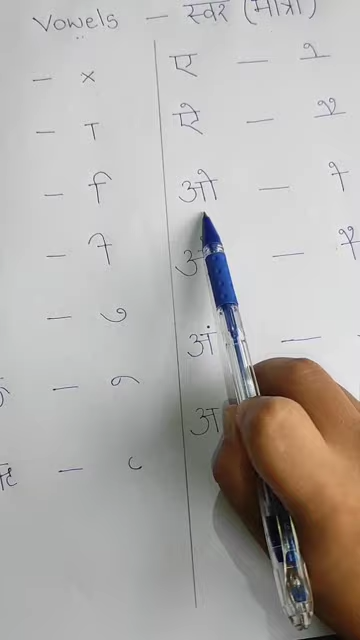 Vowels — स्वर (मात्रा)
— × ए — े
— ा ऐ — ै
— ि ओ — ो
— ी — ौ
— ु अं —
— ू अ
— ृ